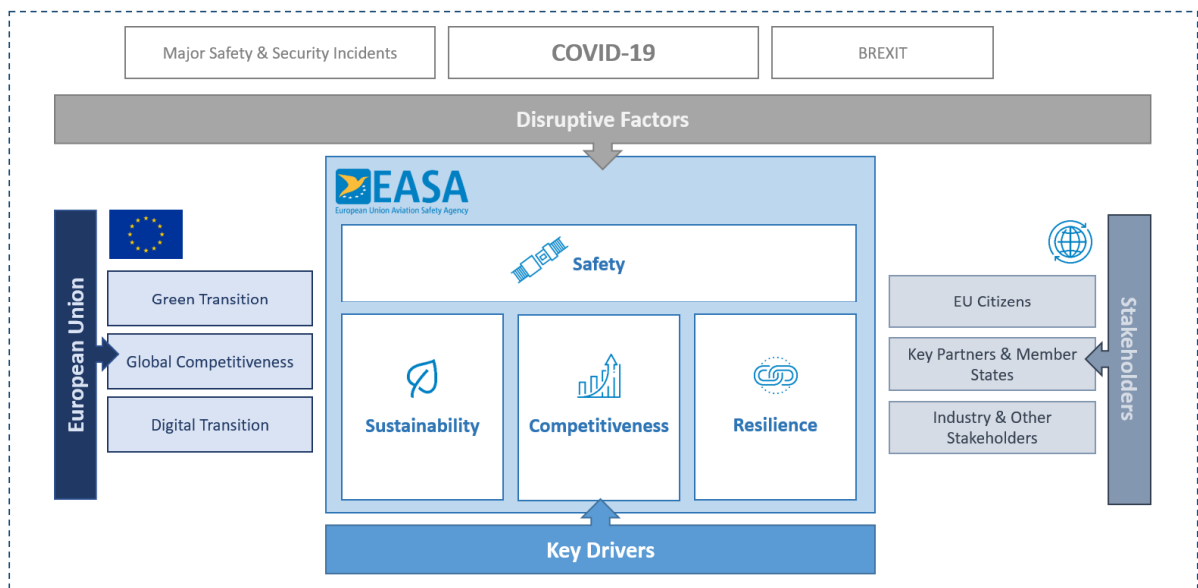 Major Safety & Security Incidents
COVID-19
BREXIT
Disruptive Factors
EASA
European Union Aviation Safety Agency
European Union
Green Transition
Global Competitiveness
Digital Transition
Safety
Sustainability
Competitiveness
Resilience
EU Citizens
Key Partners & Member
States
Industry & Other
Stakeholders
Stakeholders
Key Drivers